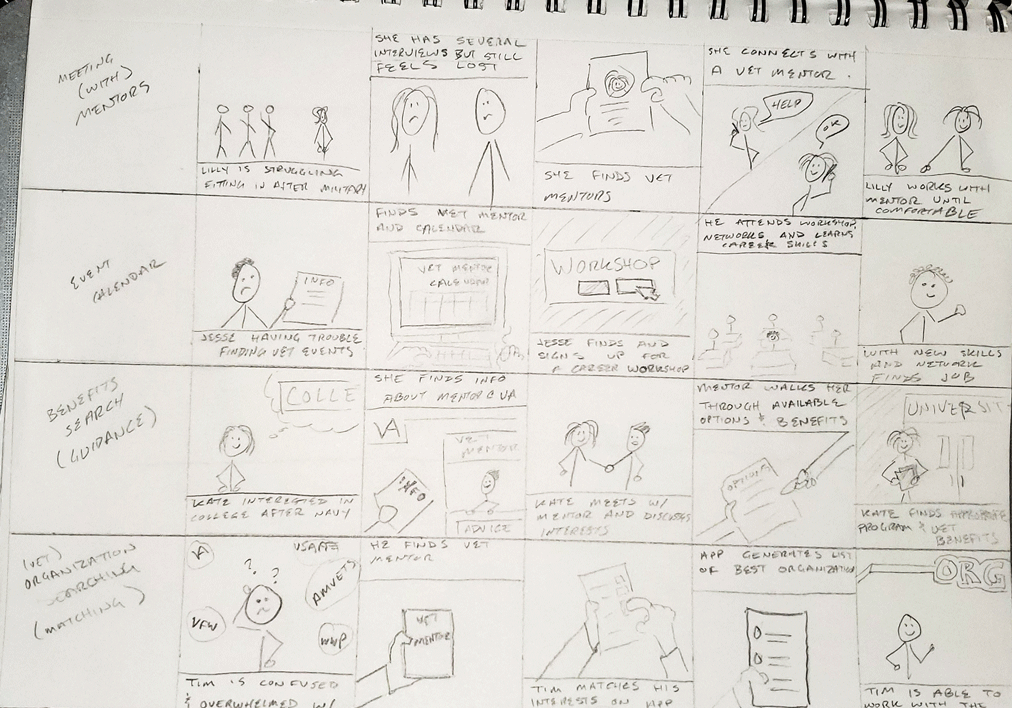 MEETING
(WITH)
MENTORS
LILLY IS STRUGGLING
FITTING IN AFTER MILITARY
SHE HAS SEVERAL
INTERVIEWS BUT STILL
FEELS LOST
SHE FINDS VET
MENTORS
SHE CONNECTS WITH
A VET MENTOR.
HELP
OK
LILLY WORKS WITH
MENTOR UNTIL
COMFORTABLE
EVENT
CALENDAR
INFO
JESSE HAVING TROUBLE
FINDING VET EVENTS
FINDS MET MENTOR
AND CALENDAR
VET MENTOR
CALENDAR
WORKSHOP
JESSE FINDS AND
SIGNS UP FOR
A CAREER WORKSHOP
HE ATTENDS WORKSHOP,
NETWORKS AND LEARNS
CAREER SKILLS
WITH NEW SKILLS
AND NETWORK
FINDS JOB
BENEFITS
SEARCH
(GUIDANCE)
COLLE
KATE INTERESTED IN
COLLEGE AFTER NAVY
SHE FINDS INFO
ABOUT MENTOR @ VA
VA
INFO
VET
MENTOR
ADVICE
KATE MEETS W/
MENTOR AND DISCUSSES
INTERESTS
MENTOR WALKS HER
THROUGH AVAILABLE
OPTIONS & BENEFITS
OPTIONS
UNIVERSIT
KATE FINDS APPROPRIATE
PROGRAM & VET
BENEFITS
(VET)
ORGANIZATION
SEARCHING
(MATCHING)
VA
? ?
AMVETS
VFW
WWP
TIM IS CONFUSED
& OVERWHELMED W/
HE FINDS VET
MENTOR
VET
MENTOR
TIM MATCHES HIS
INTERESTS ON APP
APP GENERATES LIST
OF BEST ORGANIZATION
ORG
TIM IS ABLE TO
WORK WITH THE